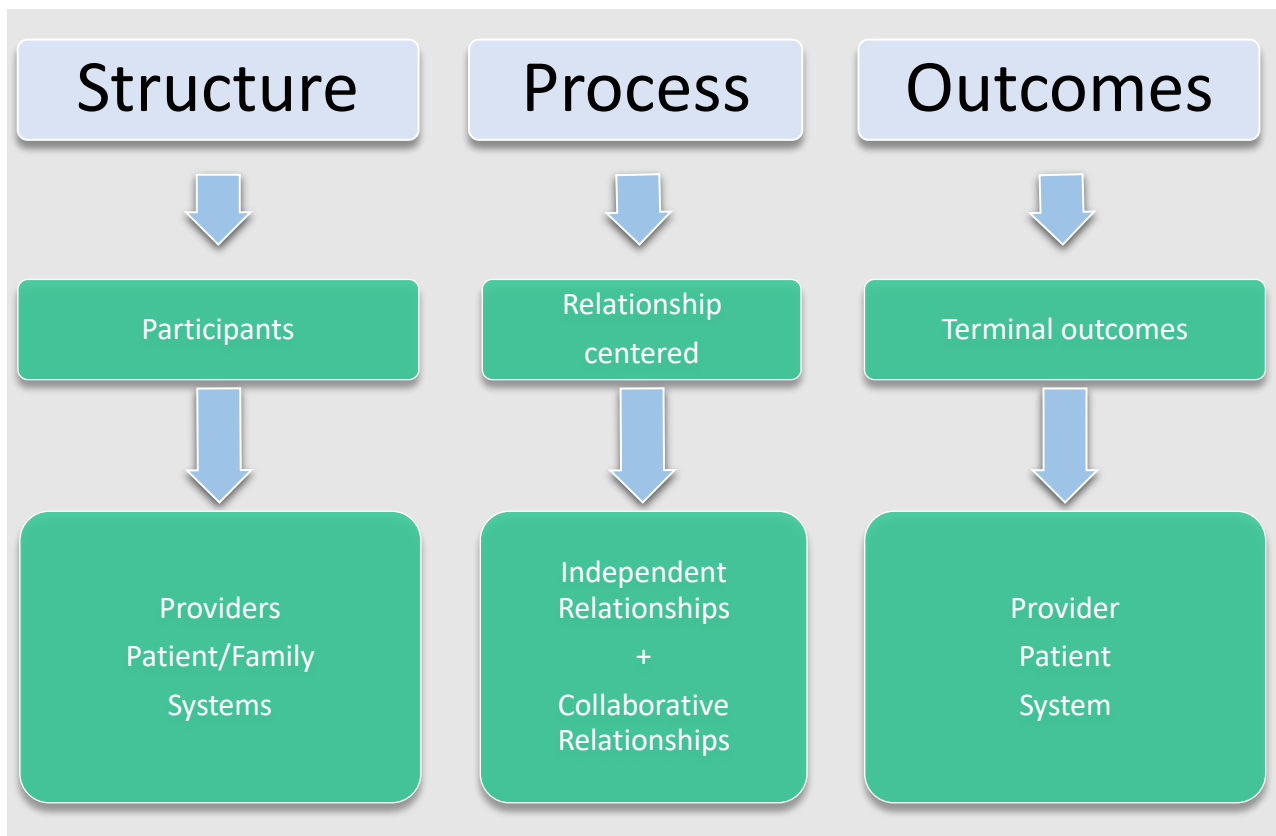 Structure
Process
Outcomes
Participants
Relationship
centered
Terminal outcomes
Providers
Patient/Family
Systems
Independent
Relationships
+
Collaborative
Relationships
Provider
Patient
System